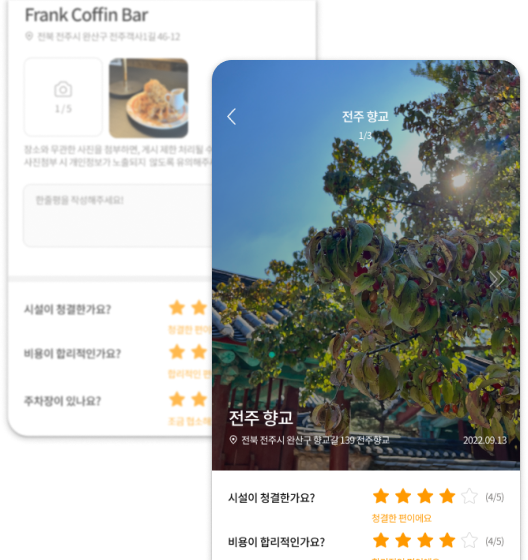 Frank Coffin Bar
전북 전주시 완산구 전주객사1길 46-12
1/5
장소와 무관한 사진을 첨부하면, 게시 제한 처리될 수
사진첨부 시 개인정보가 노출되지 않도록 유의해주
한줄평을 작성해주세요!
시설이 청결한가요?
청결한 편이
비용이 합리적인가요?
합리적인 편
주차장이 있나요?
조금 협소해
전주 향교
1/3
전주 향교
전북 전주시 완산구 향교길 139 전주향교
2022.09.13
시설이 청결한가요?
(4/5)
청결한 편이에요
비용이 합리적인가요?
(4/5)